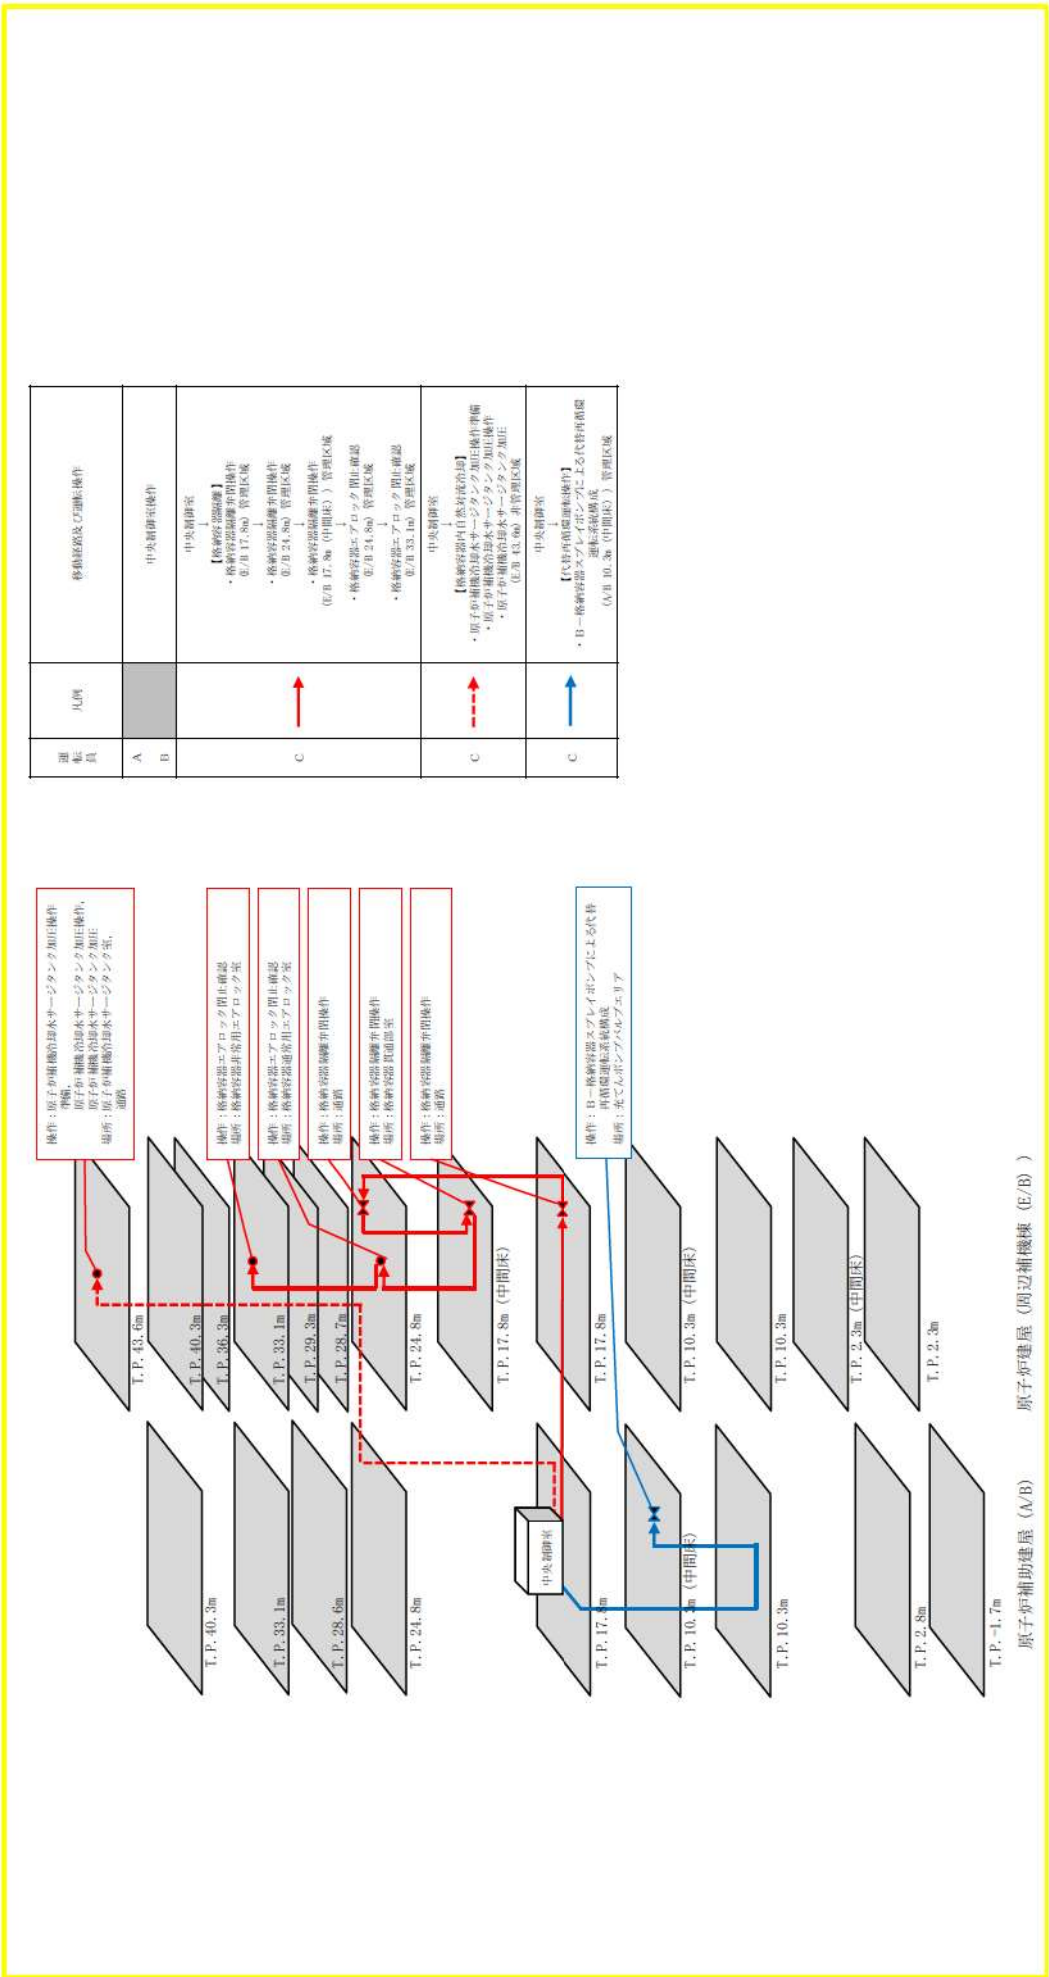 操作：原子炉補機冷却水サージタンク加圧操作
準備，
原子炉補機冷却水サージタンク加圧操作，
原子炉補機冷却水サージタンク加圧
場所：原子炉補機冷却水サージタンク室，
通路
操作：格納容器エアロック閉止確認
場所：格納容器非常用エアロック室
操作：格納容器エアロック閉止確認
場所：格納容器通常用エアロック室
操作：格納容器隔離弁閉操作
場所：通路
操作：格納容器隔離弁閉操作
場所：格納容器貫通部室
操作：格納容器隔離弁閉操作
場所：通路
操作：B－格納容器スプレイポンプによる代替
再循環運転系統構成
場所：充てんポンプバルブエリア
T.P.40.3m
T.P.33.1m
T.P.28.6m
T.P.24.8m
中央制御室
T.P.17.8m
T.P.10.3m（中間床）
T.P.10.3m
T.P.2.8m
T.P.-1.7m
原子炉補助建屋（A/B）
T.P.43.6m
T.P.40.3m
T.P.36.3m
T.P.33.1m
T.P.29.3m
T.P.28.7m
T.P.24.8m
T.P.17.8m（中間床）
T.P.17.8m
T.P.10.3m（中間床）
T.P.10.3m
T.P.2.3m（中間床）
T.P.2.3m
原子炉建屋（周辺補機棟（E/B））
運転員
凡例
移動経路及び運転操作
A
B
中央制御室操作
C
中央制御室
↓
【格納容器隔離】
・格納容器隔離弁閉操作
(E/B 17.8m) 管理区域
↓
・格納容器隔離弁閉操作
(E/B 24.8m) 管理区域
↓
・格納容器隔離弁閉操作
(E/B 17.8m（中間床）) 管理区域
↓
・格納容器エアロック閉止確認
(E/B 24.8m) 管理区域
↓
・格納容器エアロック閉止確認
(E/B 33.1m) 管理区域
C
中央制御室
↓
【格納容器内自然対流冷却】
・原子炉補機冷却水サージタンク加圧操作準備
・原子炉補機冷却水サージタンク加圧操作
・原子炉補機冷却水サージタンク加圧
(E/B 43.6m) 非管理区域
C
中央制御室
↓
【代替再循環運転操作】
・B－格納容器スプレイポンプによる代替再循環
運転系統構成
(A/B 10.3m（中間床）) 管理区域